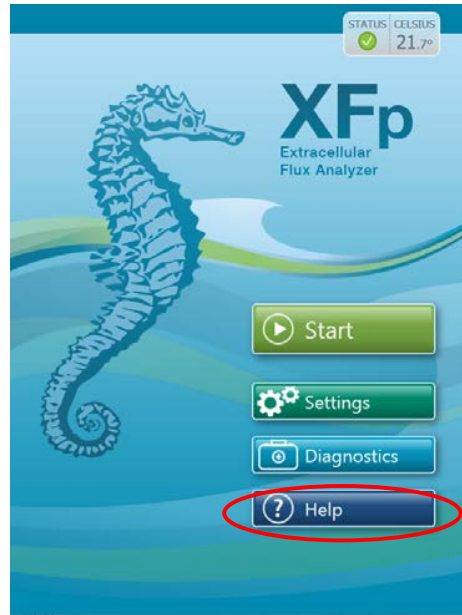 STATUS CELSIUS
21.7°
XFp
Extracellular
Flux Analyzer
Start
Settings
Diagnostics
? Help